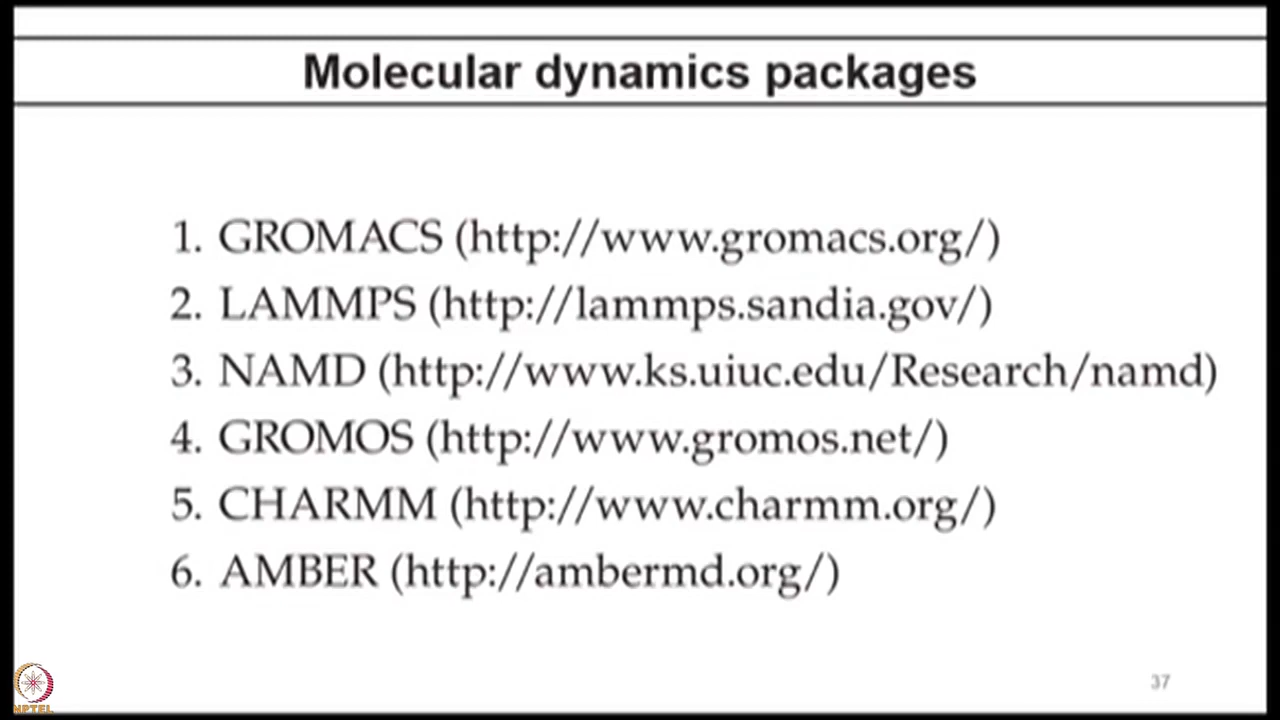 Molecular dynamics packages
1. GROMACS (http://www.gromacs.org/)
2. LAMMPS (http://lammps.sandia.gov/)
3. NAMD (http://www.ks.uiuc.edu/Research/namd)
4. GROMOS (http://www.gromos.net/)
5. CHARMM (http://www.charmm.org/)
6. AMBER (http://ambermd.org/)
37
NPTEL